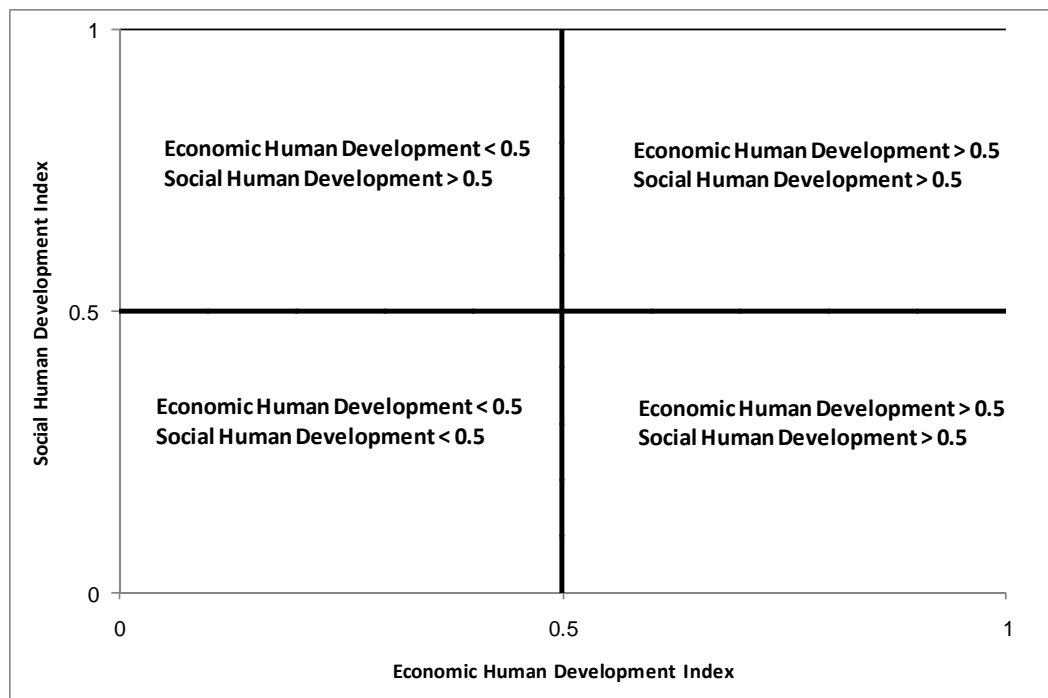 1
Economic Human Development < 0.5
Social Human Development > 0.5
Economic Human Development > 0.5
Social Human Development > 0.5
Social Human Development Index
0.5
Economic Human Development < 0.5
Social Human Development < 0.5
Economic Human Development > 0.5
Social Human Development > 0.5
0
0
0.5
1
Economic Human Development Index